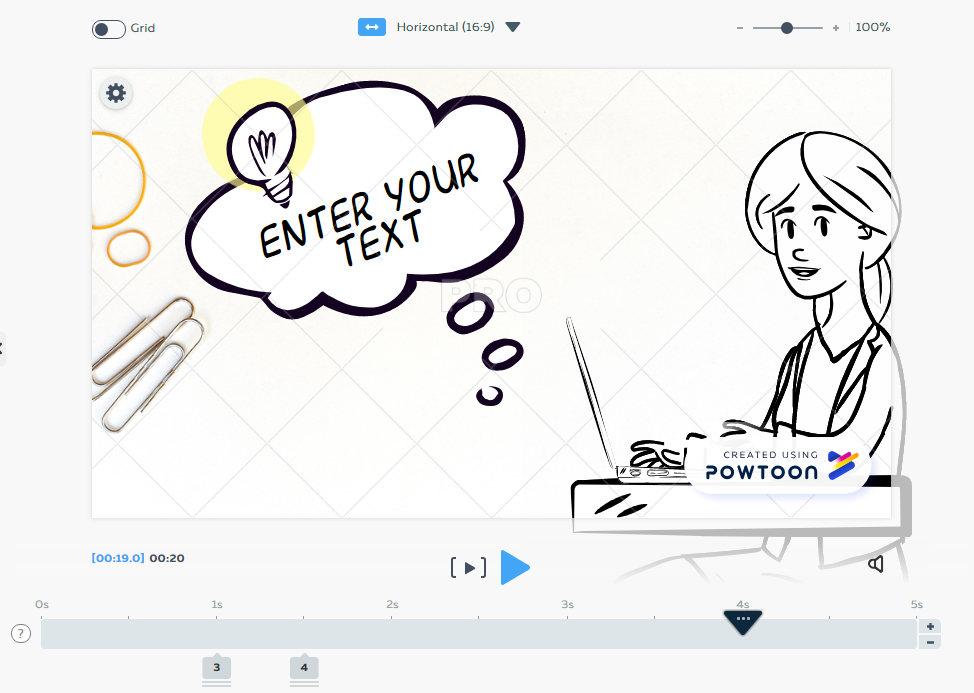 Grid
Horizontal (16:9)
− + 100%
ENTER YOUR
TEXT
PRO
CREATED USING
POWTOON
[00:19.0] 00:20
0s 1s 2s 3s 4s 5s
?
+
−
3 4